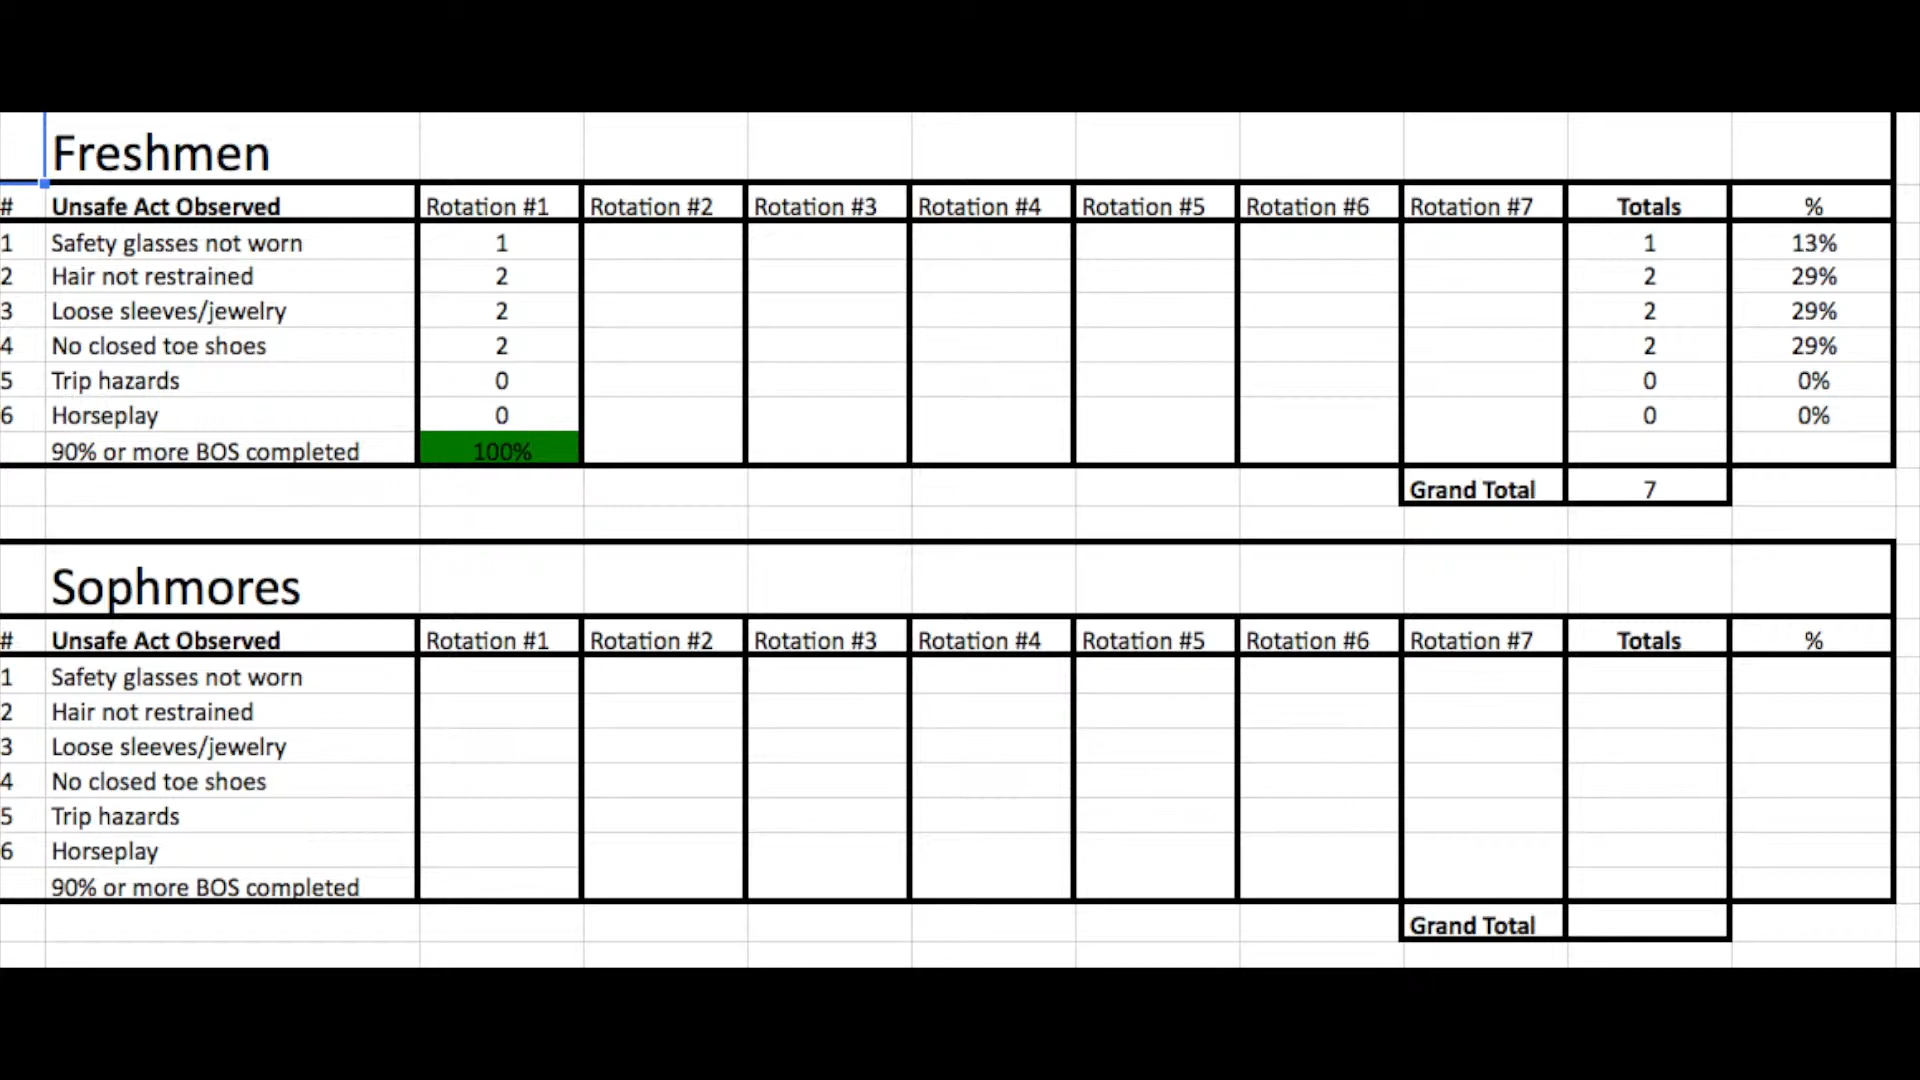 Freshmen
# Unsafe Act Observed Rotation #1 Rotation #2 Rotation #3 Rotation #4 Rotation #5 Rotation #6 Rotation #7 Totals %
1 Safety glasses not worn 1 1 13%
2 Hair not restrained 2 2 29%
3 Loose sleeves/jewelry 2 2 29%
4 No closed toe shoes 2 2 29%
5 Trip hazards 0 0 0%
6 Horseplay 0 0 0%
90% or more BOS completed 100%
Grand Total 7
Sophmores
# Unsafe Act Observed Rotation #1 Rotation #2 Rotation #3 Rotation #4 Rotation #5 Rotation #6 Rotation #7 Totals %
1 Safety glasses not worn
2 Hair not restrained
3 Loose sleeves/jewelry
4 No closed toe shoes
5 Trip hazards
6 Horseplay
90% or more BOS completed
Grand Total